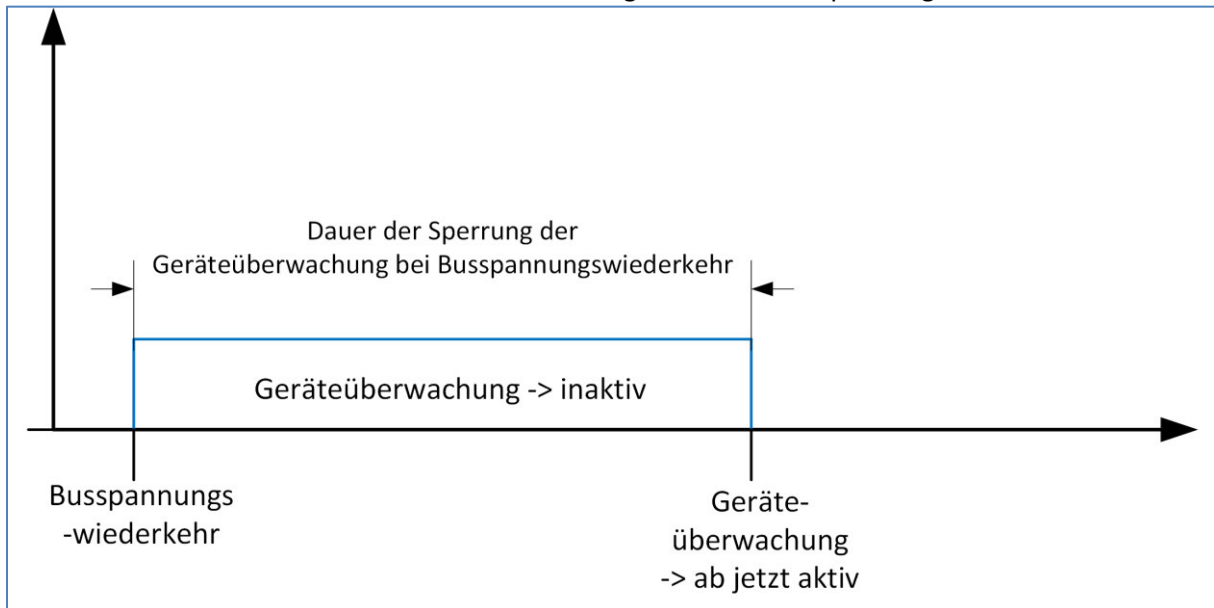 Dauer der Sperrung der
Geräteüberwachung bei Busspannungswiederkehr
Geräteüberwachung -> inaktiv
Busspannungs
-wiederkehr
Geräte-
überwachung
-> ab jetzt aktiv